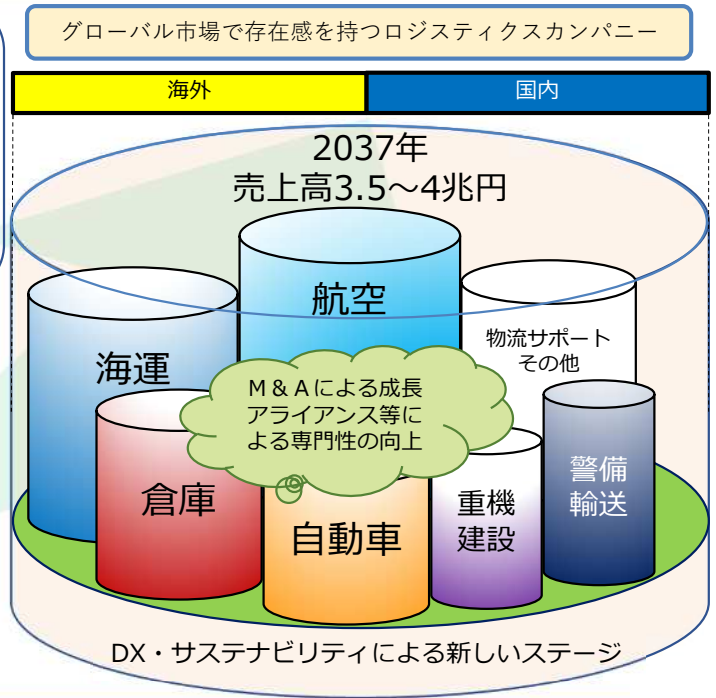 グローバル市場で存在感を持つロジスティクスカンパニー
海外
国内
2037年
売上高3.5~4兆円
航空
海運
物流サポート
その他
M & Aによる成長
アライアンス等に
よる専門性の向上
倉庫
自動車
重機
建設
警備
輸送
DX・サステナビリティによる新しいステージ